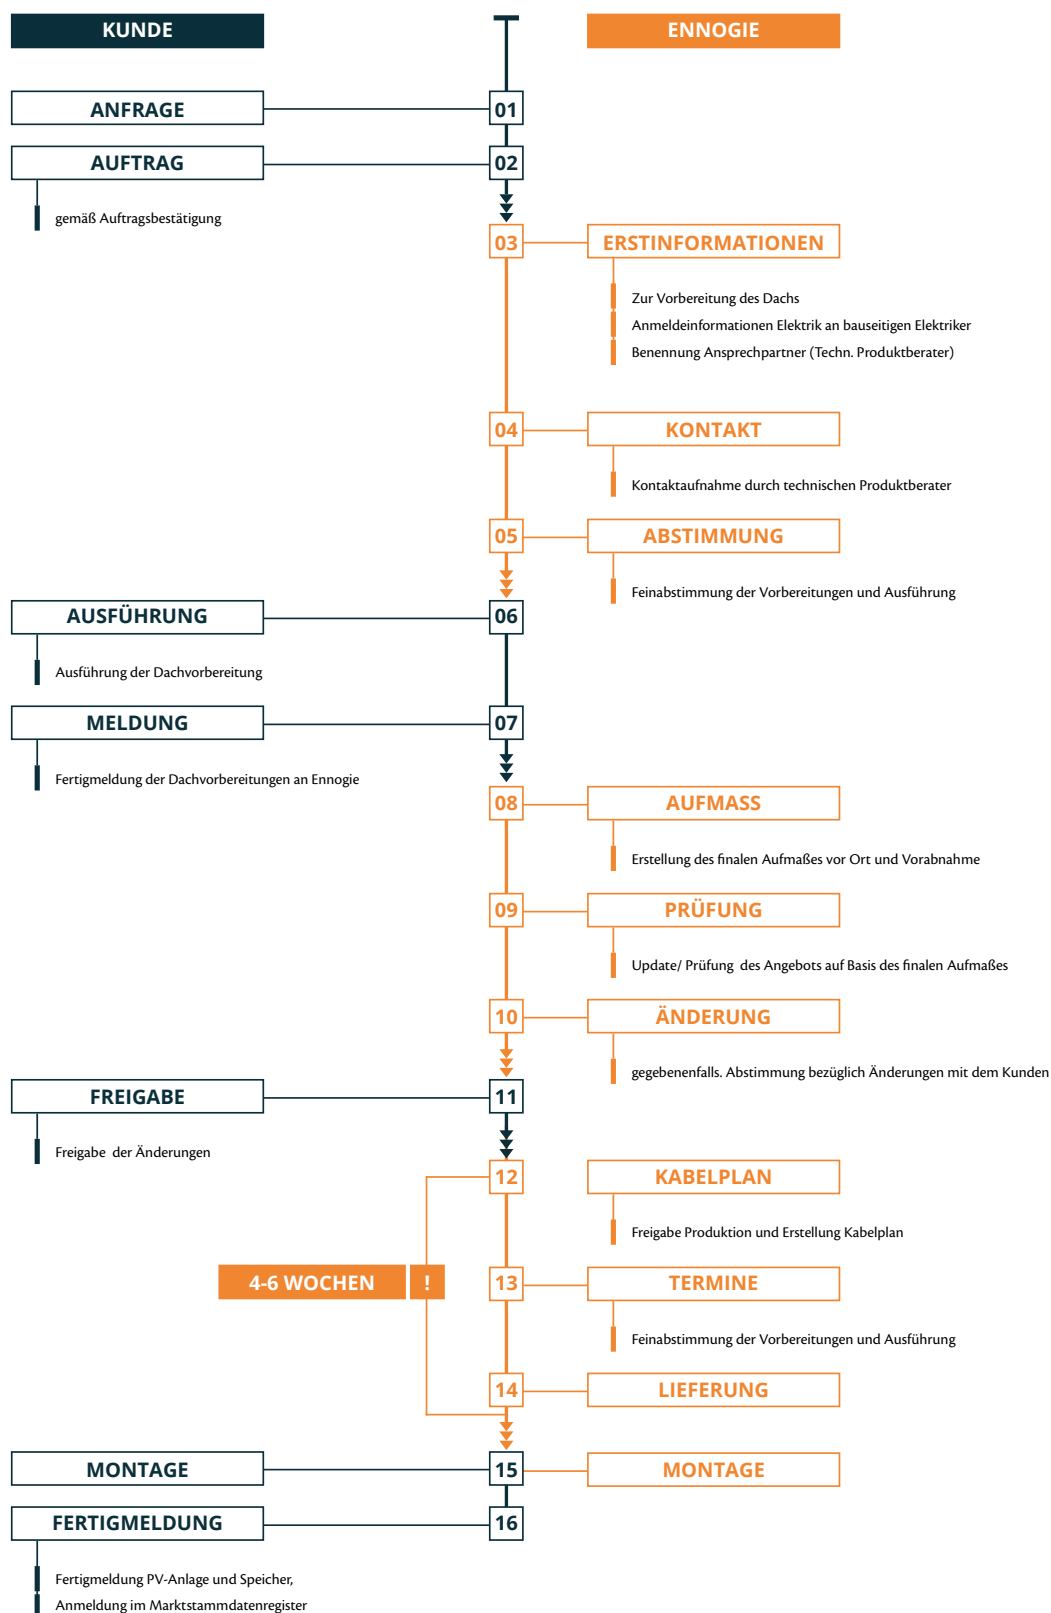 KUNDE
ENNOGIE
ANFRAGE
01
AUFTRAG
02
gemäß Auftragsbestätigung
03
ERSTINFORMATIONEN
Zur Vorbereitung des Dachs
Anmeldeinformationen Elektrik an bauseitigen Elektriker
Benennung Ansprechpartner (Techn. Produktberater)
04
KONTAKT
Kontaktaufnahme durch technischen Produktberater
05
ABSTIMMUNG
Feinabstimmung der Vorbereitungen und Ausführung
AUSFÜHRUNG
06
Ausführung der Dachvorbereitung
MELDUNG
07
Fertigmeldung der Dachvorbereitungen an Ennogie
08
AUFMASS
Erstellung des finalen Aufmaßes vor Ort und Vorabnahme
09
PRÜFUNG
Update/ Prüfung des Angebots auf Basis des finalen Aufmaßes
10
ÄNDERUNG
gegebenenfalls. Abstimmung bezüglich Änderungen mit dem Kunden
FREIGABE
11
Freigabe der Änderungen
12
KABELPLAN
Freigabe Produktion und Erstellung Kabelplan
4-6 WOCHEN !
13
TERMINE
Feinabstimmung der Vorbereitungen und Ausführung
14
LIEFERUNG
MONTAGE
15
MONTAGE
FERTIGMELDUNG
16
Fertigmeldung PV-Anlage und Speicher,
Anmeldung im Marktstammdatenregister